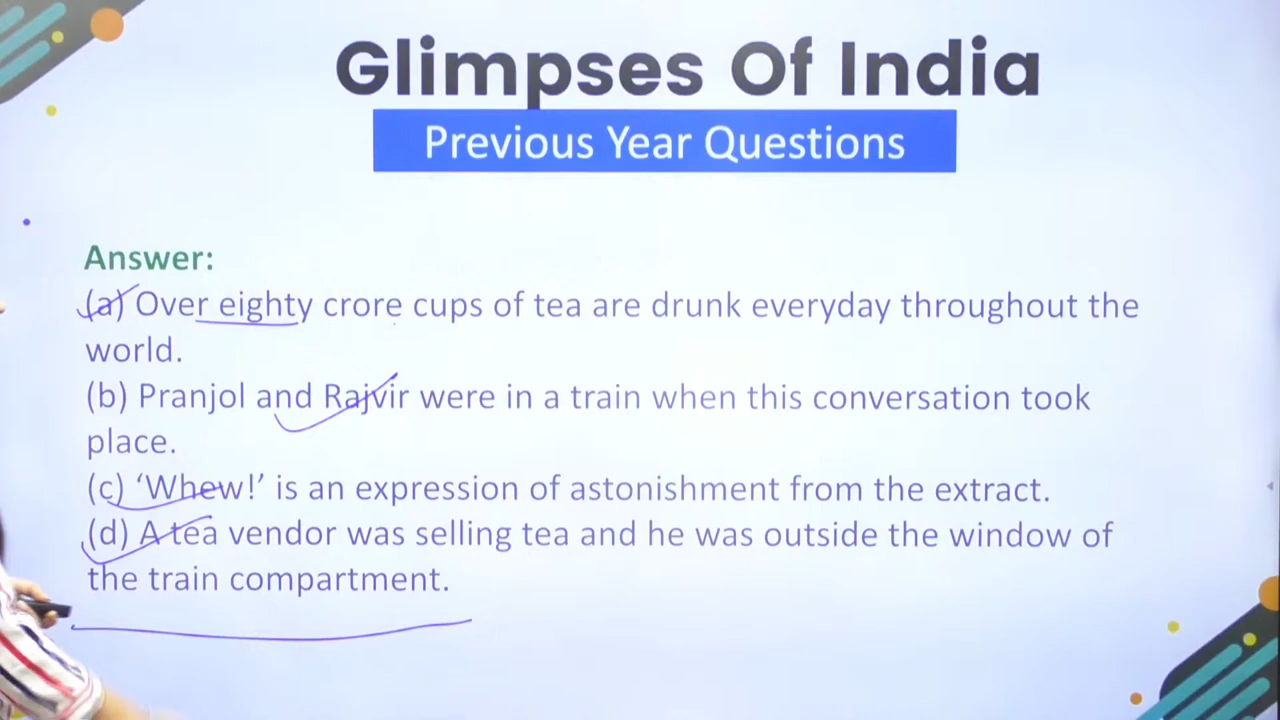 Glimpses Of India
Previous Year Questions
Answer:
(a) Over eighty crore cups of tea are drunk everyday throughout the
world.
(b) Pranjol and Rajvir were in a train when this conversation took
place.
(c) ‘Whew!’ is an expression of astonishment from the extract.
(d) A tea vendor was selling tea and he was outside the window of
the train compartment.